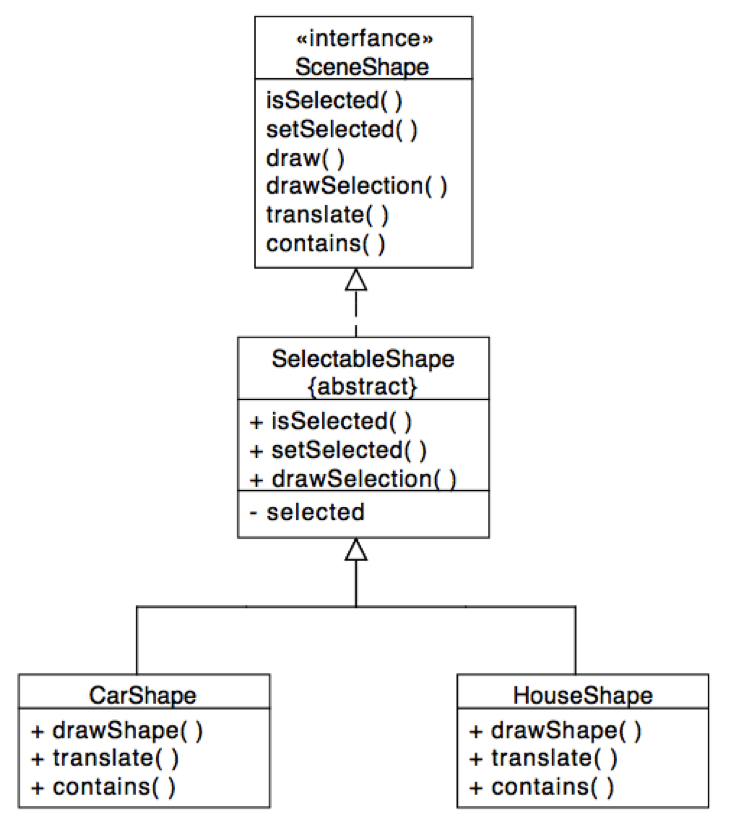 «interfance»
SceneShape
isSelected( )
setSelected( )
draw( )
drawSelection( )
translate( )
contains( )
SelectableShape
{abstract}
+ isSelected( )
+ setSelected( )
+ drawSelection( )
- selected
CarShape
+ drawShape( )
+ translate( )
+ contains( )
HouseShape
+ drawShape( )
+ translate( )
+ contains( )